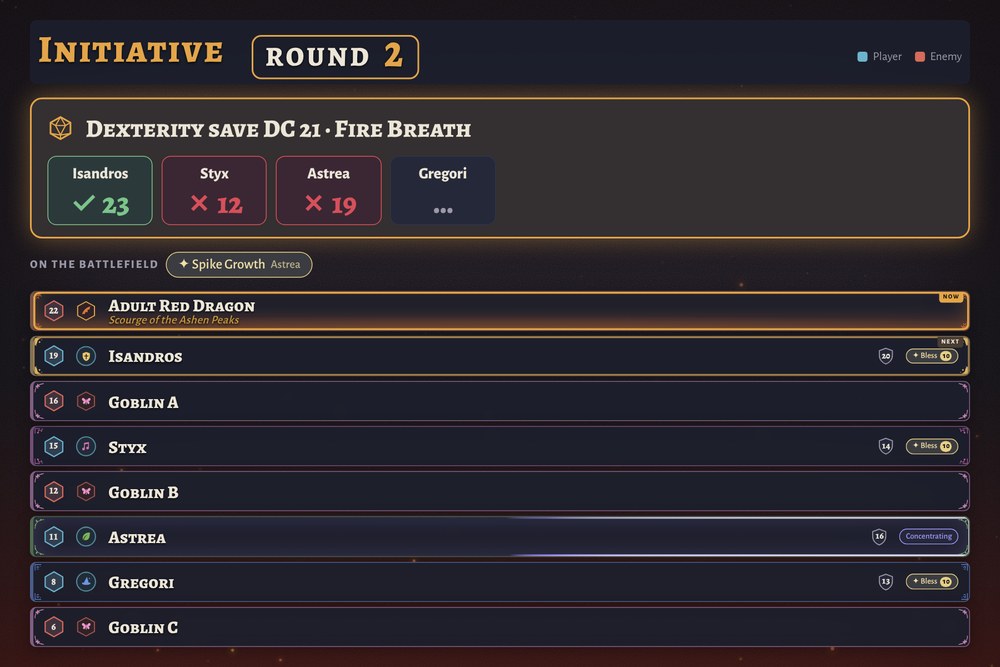 INITIATIVE
ROUND 2
Player
Enemy
DEXTERITY SAVE DC 21 · FIRE BREATH
Isandros
23
Styx
12
Astrea
19
Gregori
...
ON THE BATTLEFIELD
Spike Growth Astrea
NOW
22
ADULT RED DRAGON
Scourge of the Ashen Peaks
NEXT
19 ISANDROS 20 Bless 10
16 GOBLIN A
15 STYX 14 Bless 10
12 GOBLIN B
11 ASTREA 16 Concentrating
8 GREGORI 13 Bless 10
6 GOBLIN C